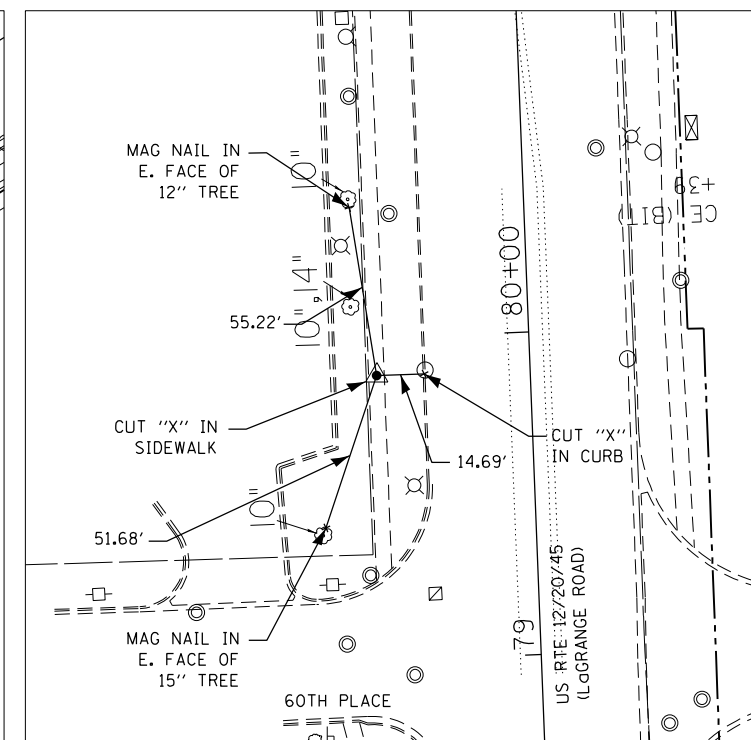 MAG NAIL IN
E. FACE OF
12" TREE
10"
10",14"
55.22'
CUT "X" IN
SIDEWALK
51.68'
10"
MAG NAIL IN
E. FACE OF
15" TREE
60TH PLACE
14.69'
CUT "X"
IN CURB
80+00
79
US RTE 12/20/45
(LaGRANGE ROAD)
CE (BIT)
+39